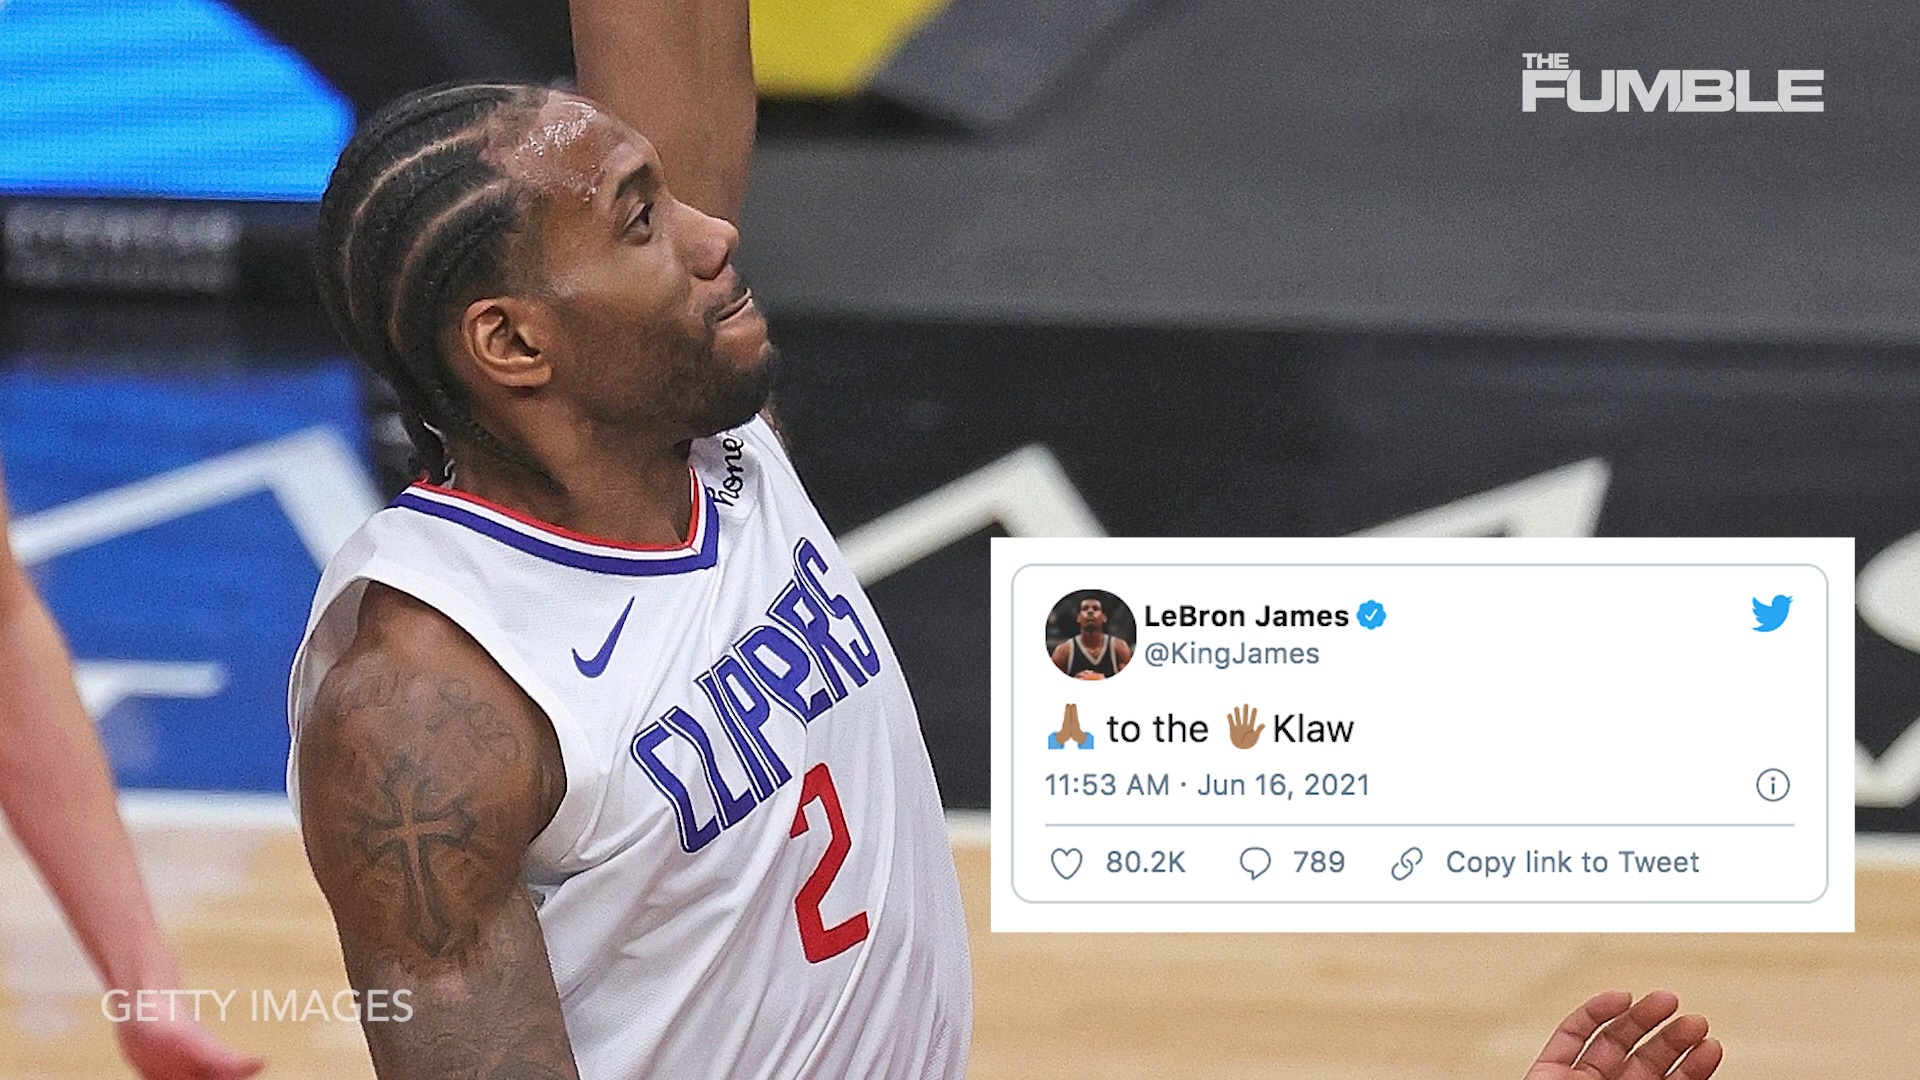 THE
FUMBLE
hone
CLIPPERS
2
LeBron James
@KingJames
🙏🏽 to the 🖐🏽Klaw
11:53 AM · Jun 16, 2021
80.2K 789 Copy link to Tweet
GETTY IMAGES